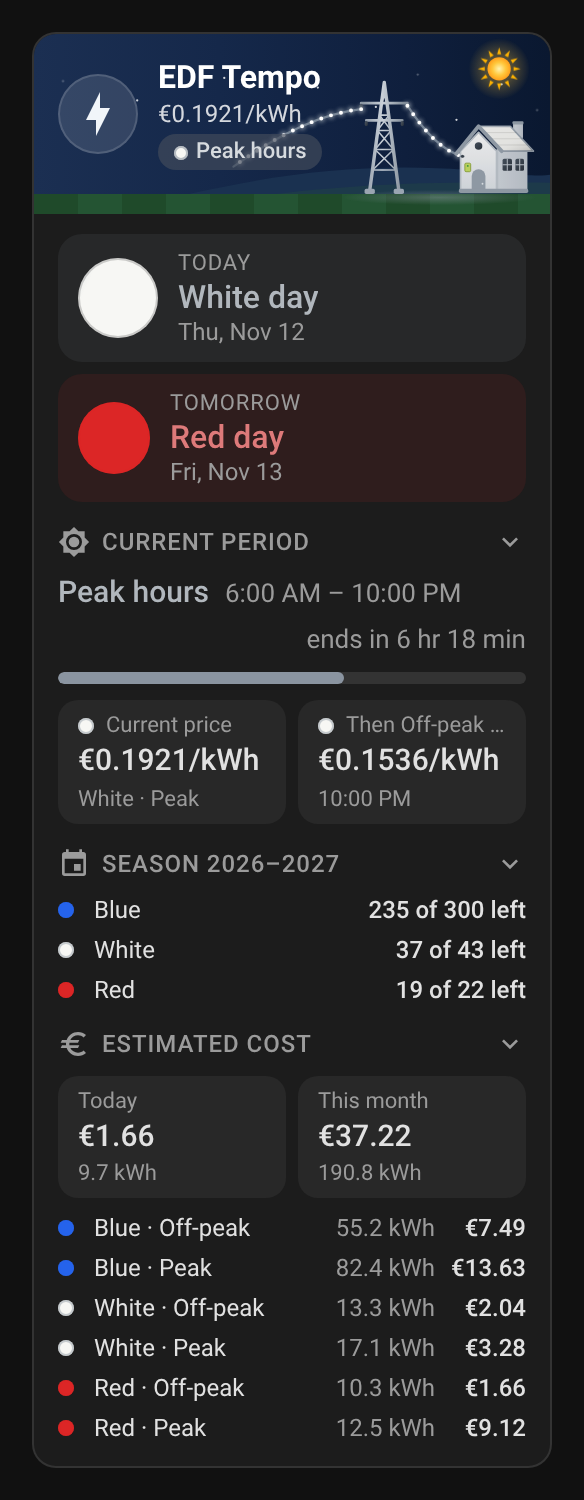 EDF Tempo
€0.1921/kWh
Peak hours
TODAY
White day
Thu, Nov 12
TOMORROW
Red day
Fri, Nov 13
CURRENT PERIOD
Peak hours 6:00 AM – 10:00 PM
ends in 6 hr 18 min
Current price
€0.1921/kWh
White · Peak
Then Off-peak ...
€0.1536/kWh
10:00 PM
SEASON 2026–2027
Blue 235 of 300 left
White 37 of 43 left
Red 19 of 22 left
ESTIMATED COST
Today
€1.66
9.7 kWh
This month
€37.22
190.8 kWh
Blue · Off-peak 55.2 kWh €7.49
Blue · Peak 82.4 kWh €13.63
White · Off-peak 13.3 kWh €2.04
White · Peak 17.1 kWh €3.28
Red · Off-peak 10.3 kWh €1.66
Red · Peak 12.5 kWh €9.12